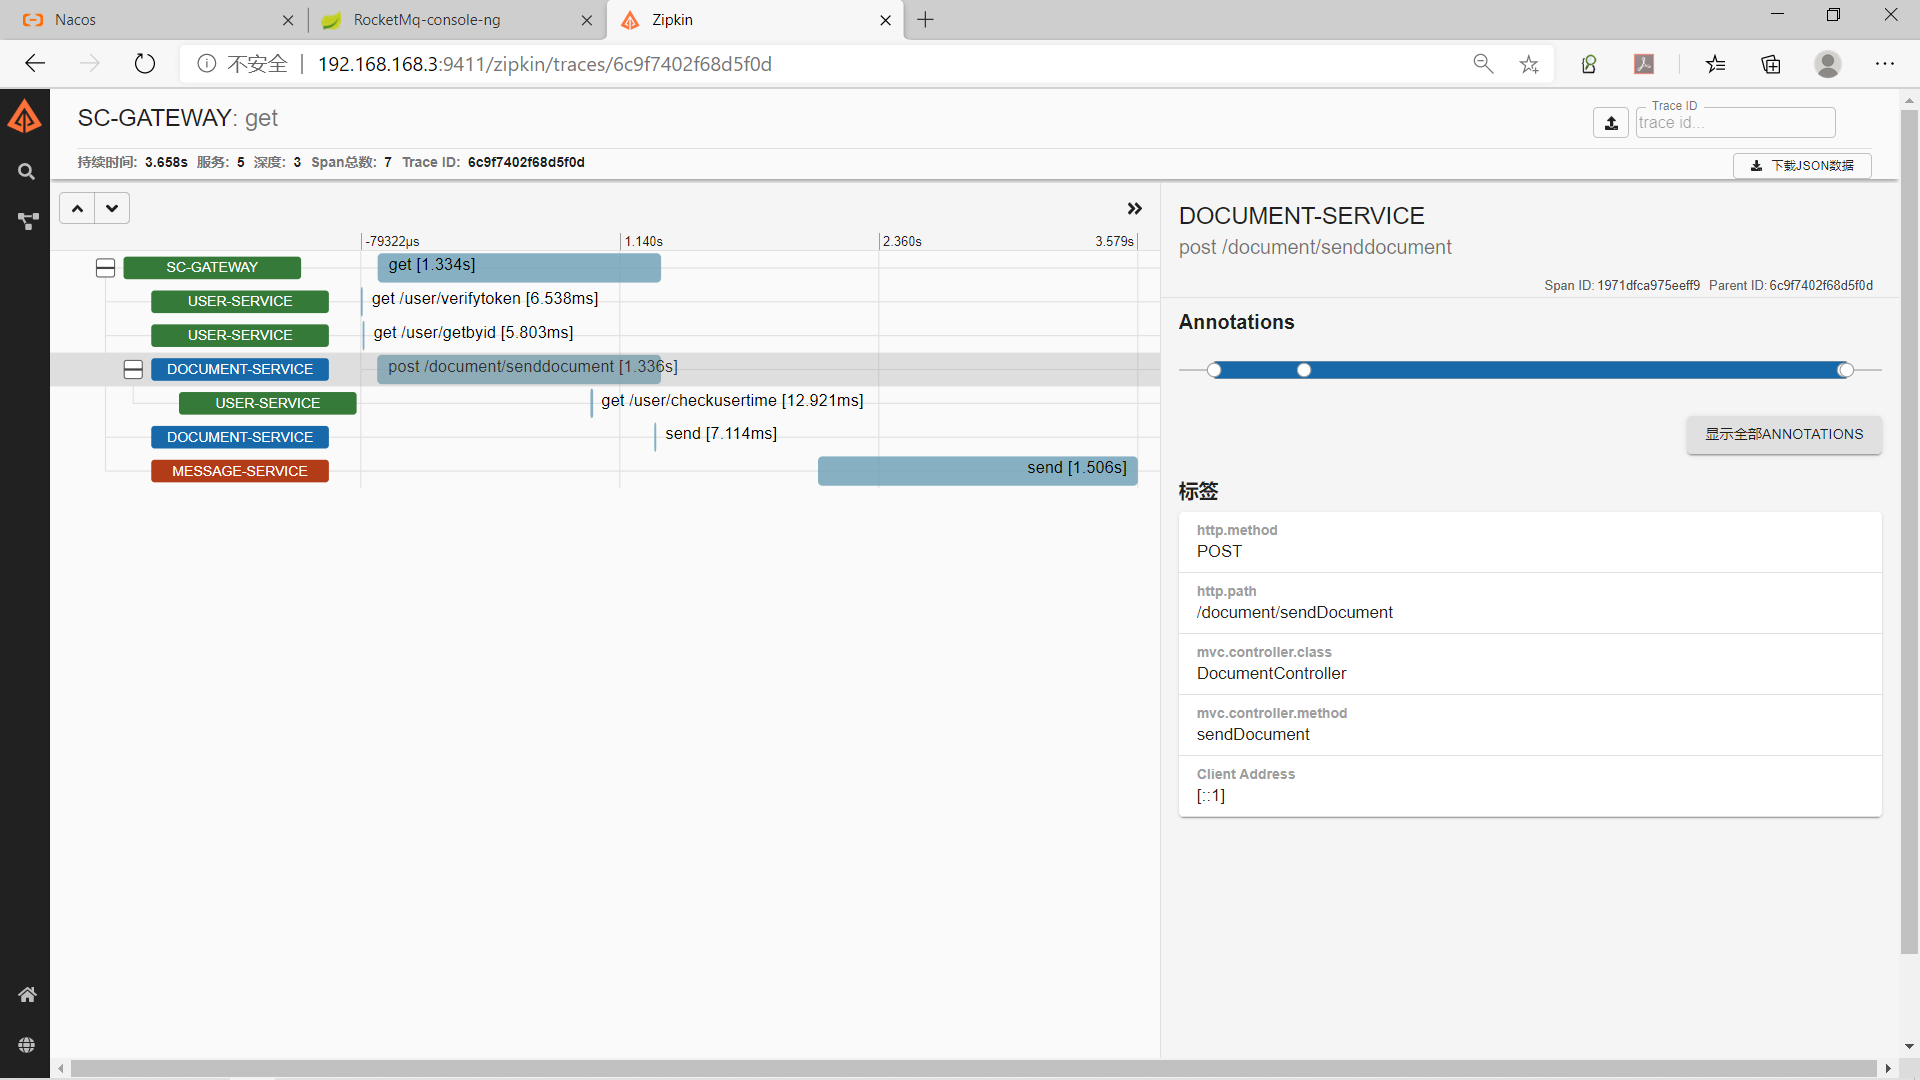 Nacos
RocketMq-console-ng
Zipkin
不安全 192.168.168.3:9411/zipkin/traces/6c9f7402f68d5f0d
SC-GATEWAY: get
Trace ID
trace id...
持续时间: 3.658s 服务: 5 深度: 3 Span总数: 7 Trace ID: 6c9f7402f68d5f0d
下载JSON数据
-79322μs 1.140s 2.360s 3.579s
SC-GATEWAY get [1.334s]
USER-SERVICE get /user/verifytoken [6.538ms]
USER-SERVICE get /user/getbyid [5.803ms]
DOCUMENT-SERVICE post /document/senddocument [1.336s]
USER-SERVICE get /user/checkusertime [12.921ms]
DOCUMENT-SERVICE send [7.114ms]
MESSAGE-SERVICE send [1.506s]
DOCUMENT-SERVICE
post /document/senddocument
Span ID: 1971dfca975eeff9 Parent ID: 6c9f7402f68d5f0d
Annotations
显示全部ANNOTATIONS
标签
http.method
POST
http.path
/document/sendDocument
mvc.controller.class
DocumentController
mvc.controller.method
sendDocument
Client Address
[::1]